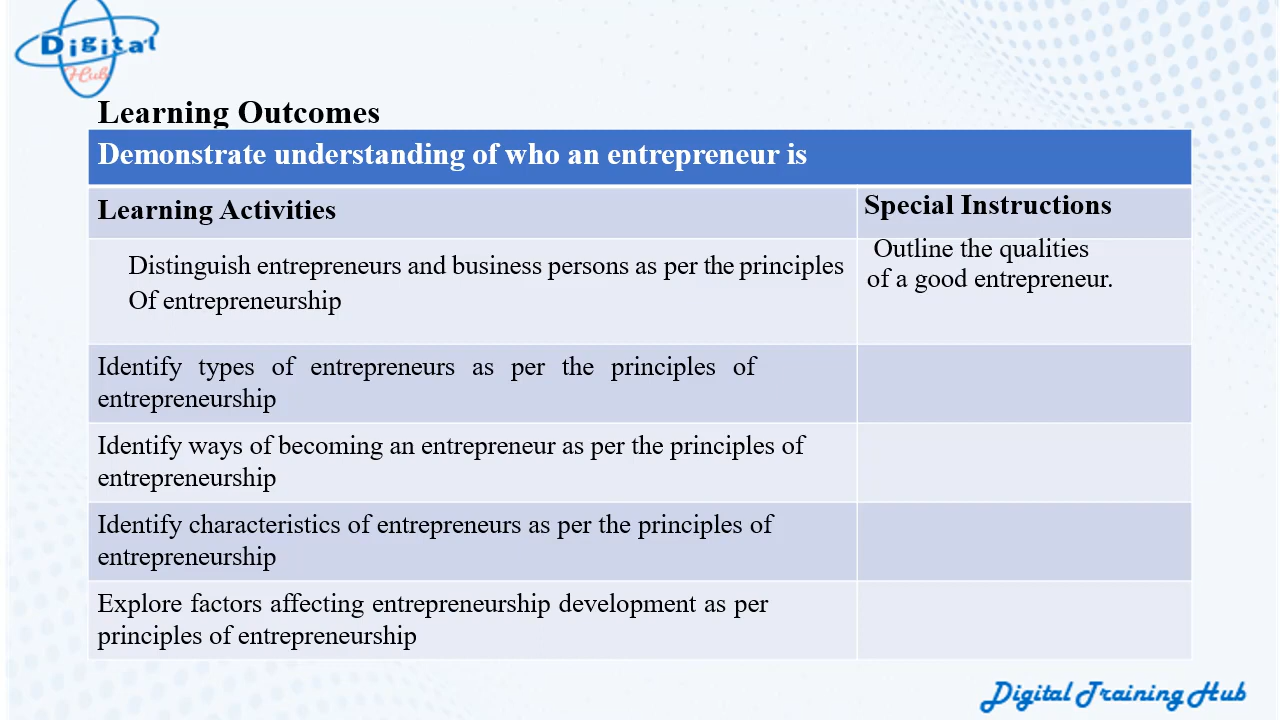 Digital
Hub
Learning Outcomes
Demonstrate understanding of who an entrepreneur is
Learning Activities
Special Instructions
Distinguish entrepreneurs and business persons as per the principles
Of entrepreneurship
Outline the qualities
of a good entrepreneur.
Identify types of entrepreneurs as per the principles of
entrepreneurship
Identify ways of becoming an entrepreneur as per the principles of
entrepreneurship
Identify characteristics of entrepreneurs as per the principles of
entrepreneurship
Explore factors affecting entrepreneurship development as per
principles of entrepreneurship
Digital Training Hub